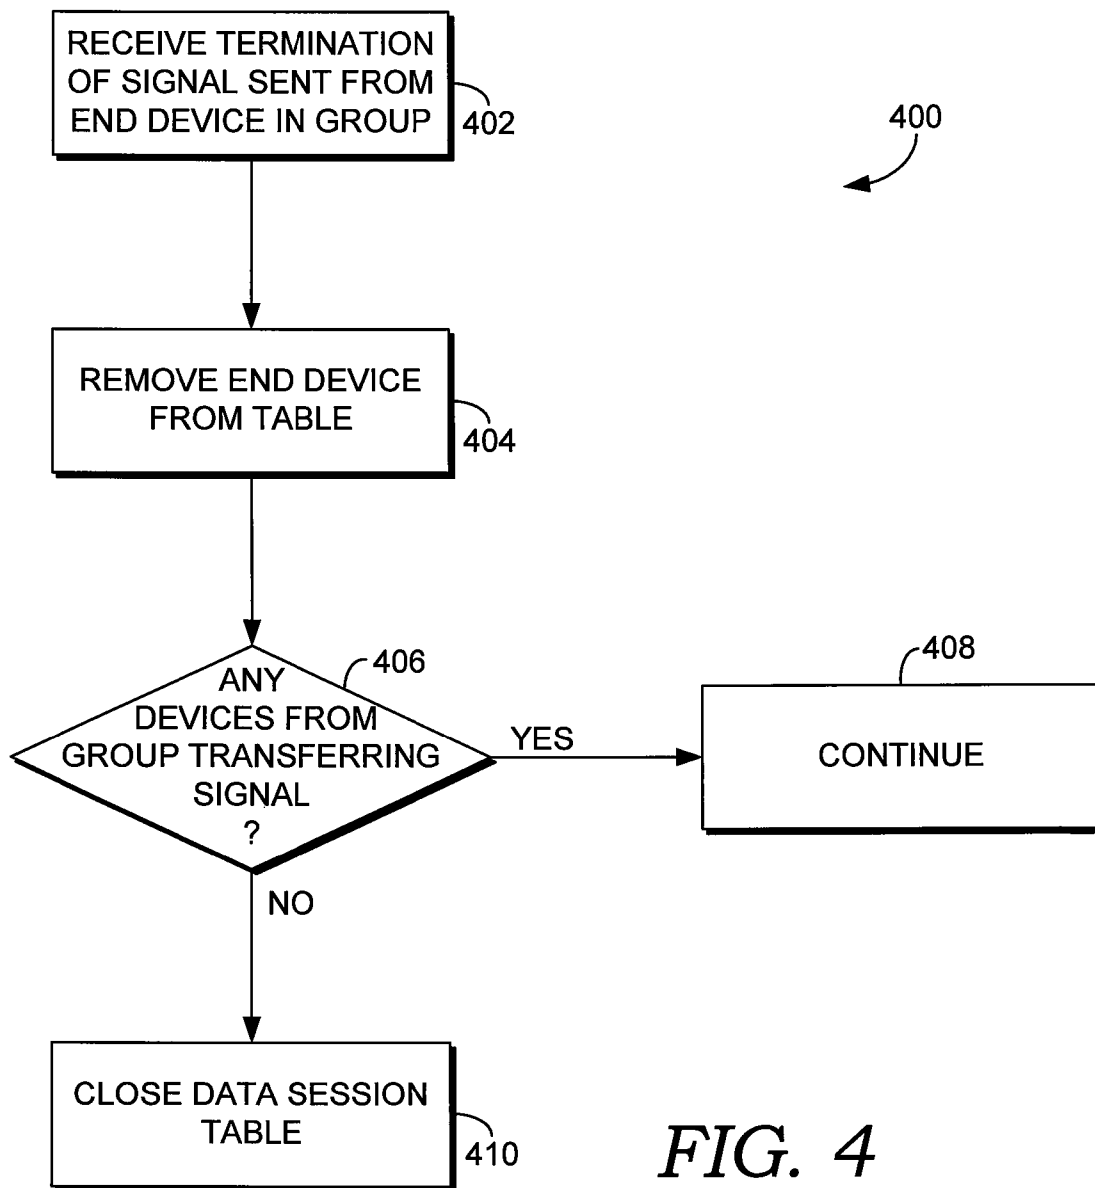 RECEIVE TERMINATION
OF SIGNAL SENT FROM
END DEVICE IN GROUP
402
400
REMOVE END DEVICE
FROM TABLE
404
406
ANY
DEVICES FROM
GROUP TRANSFERRING
SIGNAL
?
YES
408
CONTINUE
NO
CLOSE DATA SESSION
TABLE
410
FIG. 4